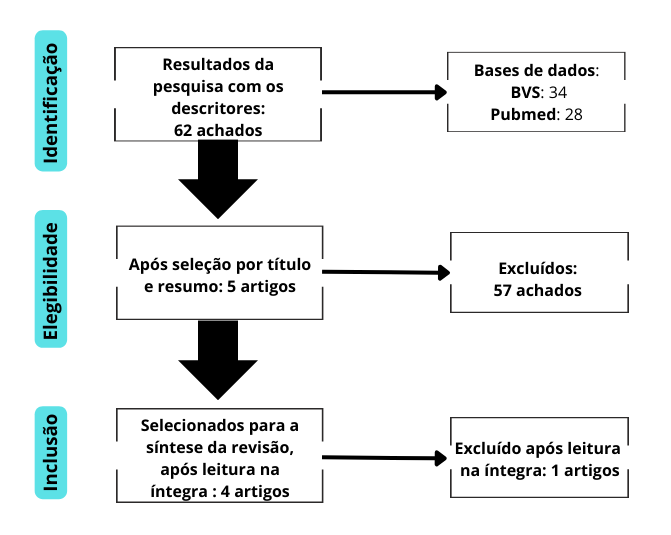 Identificação
Resultados da
pesquisa com os
descritores:
62 achados
Bases de dados:
BVS: 34
Pubmed: 28
Elegibilidade
Após seleção por título
e resumo: 5 artigos
Excluídos:
57 achados
Inclusão
Selecionados para a
síntese da revisão,
após leitura na
íntegra : 4 artigos
Excluído após leitura
na íntegra: 1 artigos